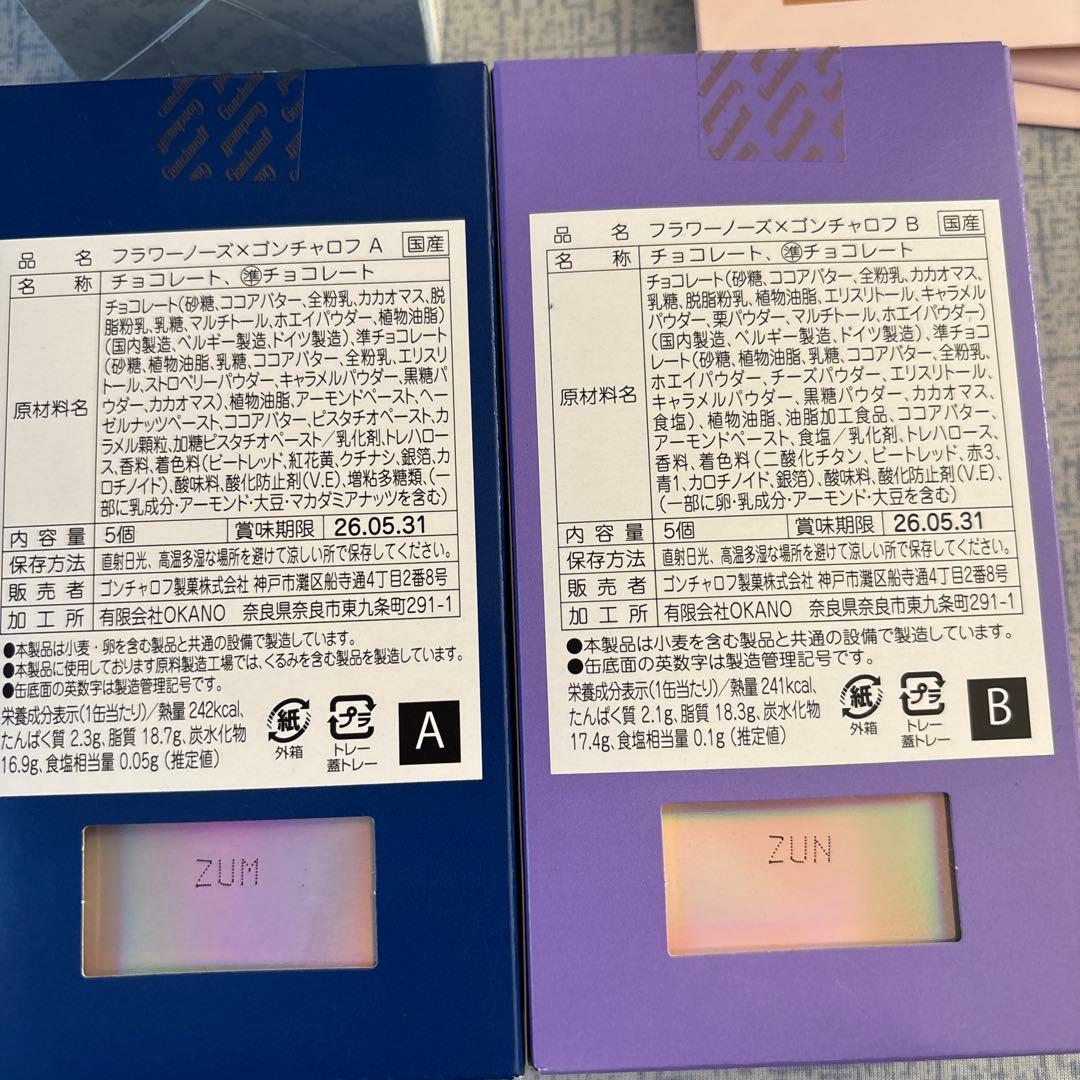 Goncharoff
Goncharoff
品名 フラワーノーズ×ゴンチャロフ A 国産
名称 チョコレート、準チョコレート
原材料名
チョコレート(砂糖、ココアバター、全粉乳、カカオマス、脱
脂粉乳、乳糖、マルチトール、ホエイパウダー、植物油脂)
(国内製造、ベルギー製造、ドイツ製造)、準チョコレート
(砂糖、植物油脂、乳糖、ココアバター、全粉乳、エリスリ
トール、ストロベリーパウダー、キャラメルパウダー、黒糖パ
ウダー、カカオマス)、植物油脂、アーモンドペースト、ヘー
ゼルナッツペースト、ココアバター、ピスタチオペースト、カ
ラメル顆粒、加糖ピスタチオペースト/乳化剤、トレハロー
ス、香料、着色料(ビートレッド、紅花黄、クチナシ、銀箔、カ
ロチノイド)、酸味料、酸化防止剤(V.E)、増粘多糖類、(一
部に乳成分・アーモンド・大豆・マカダミアナッツを含む)
内容量 5個 賞味期限 26.05.31
保存方法 直射日光、高温多湿な場所を避けて涼しい所で保存してください。
販売者 ゴンチャロフ製菓株式会社 神戸市灘区船寺通4丁目2番8号
加工所 有限会社OKANO 奈良県奈良市東九条町291-1
●本製品は小麦・卵を含む製品と共通の設備で製造しています。
●本製品に使用しております原料製造工場では、くるみを含む製品を製造しています。
●缶底面の英数字は製造管理記号です。
栄養成分表示(1缶当たり)/熱量 242kcal、
たんぱく質 2.3g、脂質 18.7g、炭水化物
16.9g、食塩相当量 0.05g(推定値)
紙
外箱
プラ
トレー
蓋トレー
A
ZUM
品名 フラワーノーズ×ゴンチャロフ B 国産
名称 チョコレート、準チョコレート
原材料名
チョコレート(砂糖、ココアバター、全粉乳、カカオマス、
乳糖、脱脂粉乳、植物油脂、エリスリトール、キャラメル
パウダー、栗パウダー、マルチトール、ホエイパウダー)
(国内製造、ベルギー製造、ドイツ製造)、準チョコ
レート(砂糖、植物油脂、乳糖、ココアバター、全粉乳、
ホエイパウダー、チーズパウダー、エリスリトール、
キャラメルパウダー、黒糖パウダー、カカオマス、
食塩)、植物油脂、油脂加工食品、ココアバター、
アーモンドペースト、食塩/乳化剤、トレハロース、
香料、着色料(二酸化チタン、ビートレッド、赤3、
青1、カロチノイド、銀箔)、酸味料、酸化防止剤(V.E)、
(一部に卵・乳成分・アーモンド・大豆を含む)
内容量 5個 賞味期限 26.05.31
保存方法 直射日光、高温多湿な場所を避けて涼しい所で保存してください。
販売者 ゴンチャロフ製菓株式会社 神戸市灘区船寺通4丁目2番8号
加工所 有限会社OKANO 奈良県奈良市東九条町291-1
●本製品は小麦を含む製品と共通の設備で製造しています。
●缶底面の英数字は製造管理記号です。
栄養成分表示(1缶当たり)/熱量 241kcal、
たんぱく質 2.1g、脂質 18.3g、炭水化物
17.4g、食塩相当量 0.1g(推定値)
紙
外箱
プラ
トレー
蓋トレー
B
ZUN